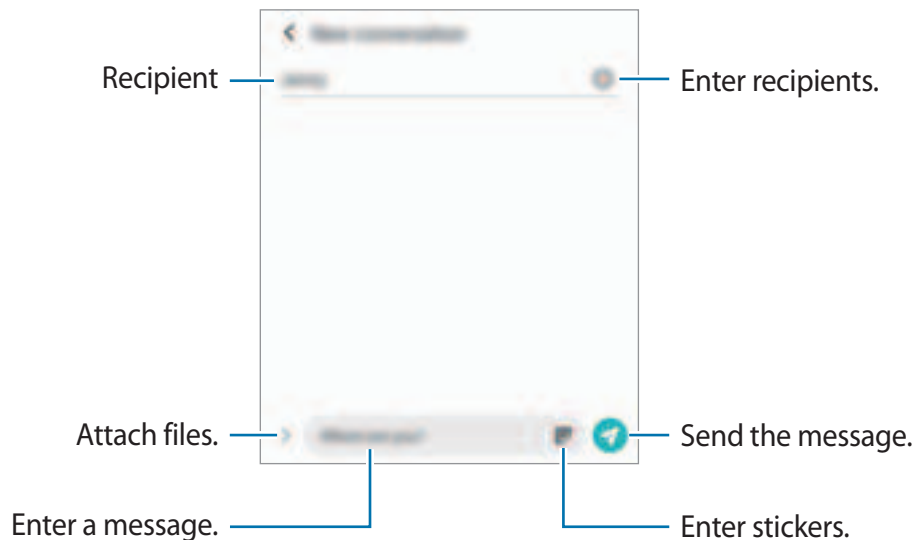 Recipient
Enter recipients.
Attach files.
Send the message.
Enter a message.
Enter stickers.